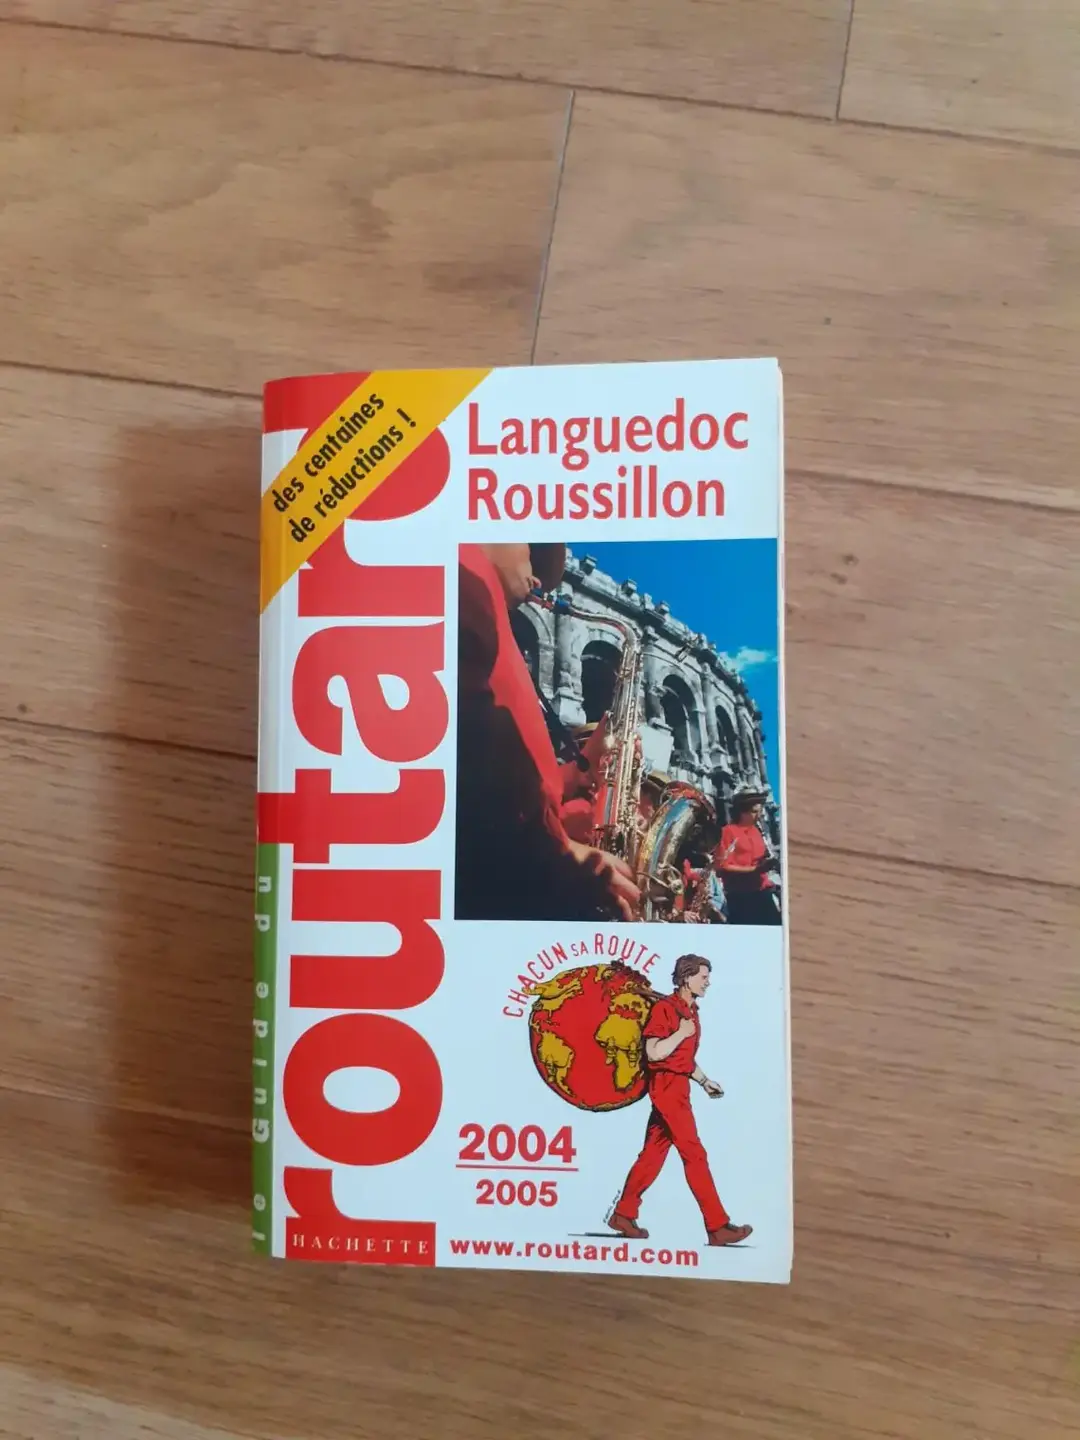 des centaines
de réductions !
Languedoc
Roussillon
routard
le Guide du
CHACUN SA ROUTE
2004
2005
HACHETTE
www.routard.com